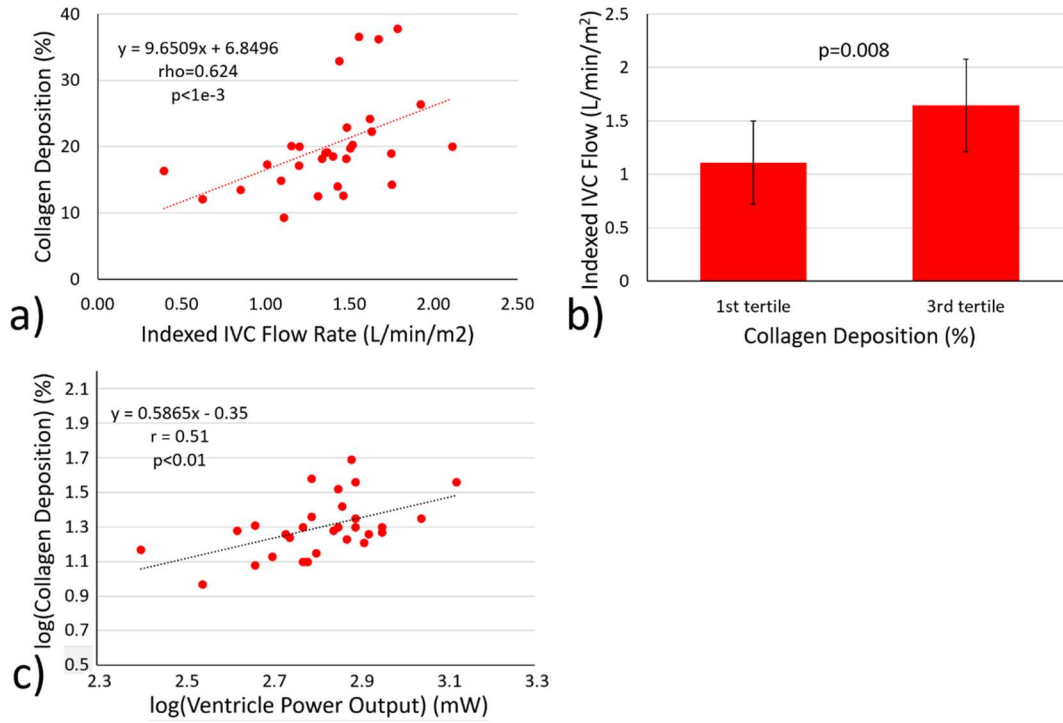 40
30
20
10
0
Collagen Deposition (%)
y = 9.6509x + 6.8496
rho=0.624
p<1e-3
0.00 0.40 0.60 1.00 1.50 2.00 2.50
Indexed IVC Flow Rate (L/min/m2)
a)
2.5
2
1.5
1
0.5
0
Indexed IVC Flow (L/min/m²)
p=0.008
1st tertile 3rd tertile
Collagen Deposition (%)
b)
2.1
1.9
1.7
1.5
1.3
1.1
0.9
0.7
0.5
log(Collagen Deposition) (%)
y = 0.5865x - 0.35
r = 0.51
p<0.01
2.3 2.5 2.7 2.9 3.1 3.3
log(Ventricle Power Output) (mW)
c)